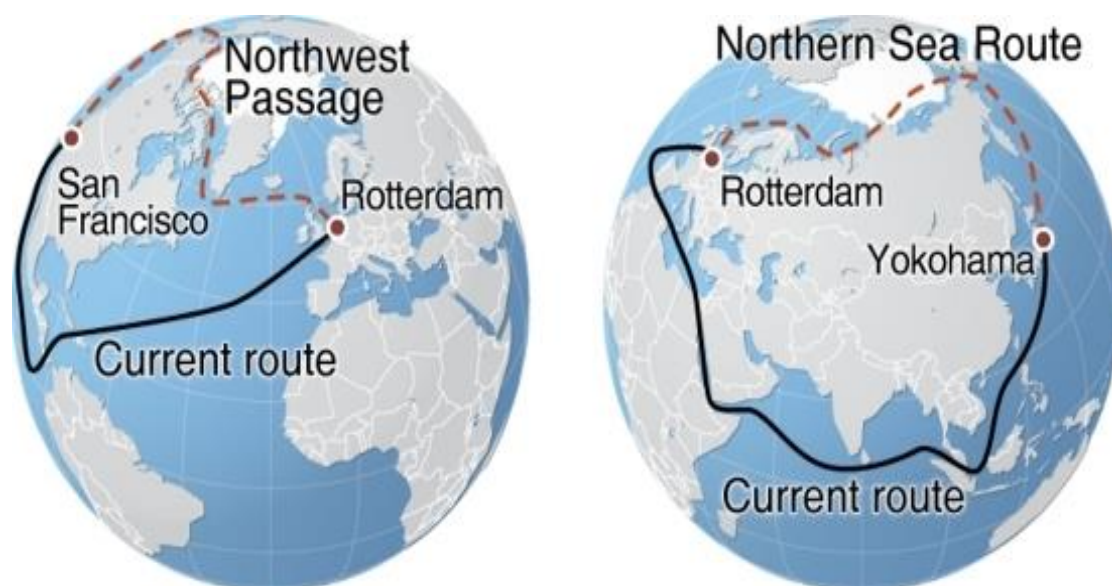 Northwest
Passage
San
Francisco
Rotterdam
Current route
Northern Sea Route
Rotterdam
Yokohama
Current route